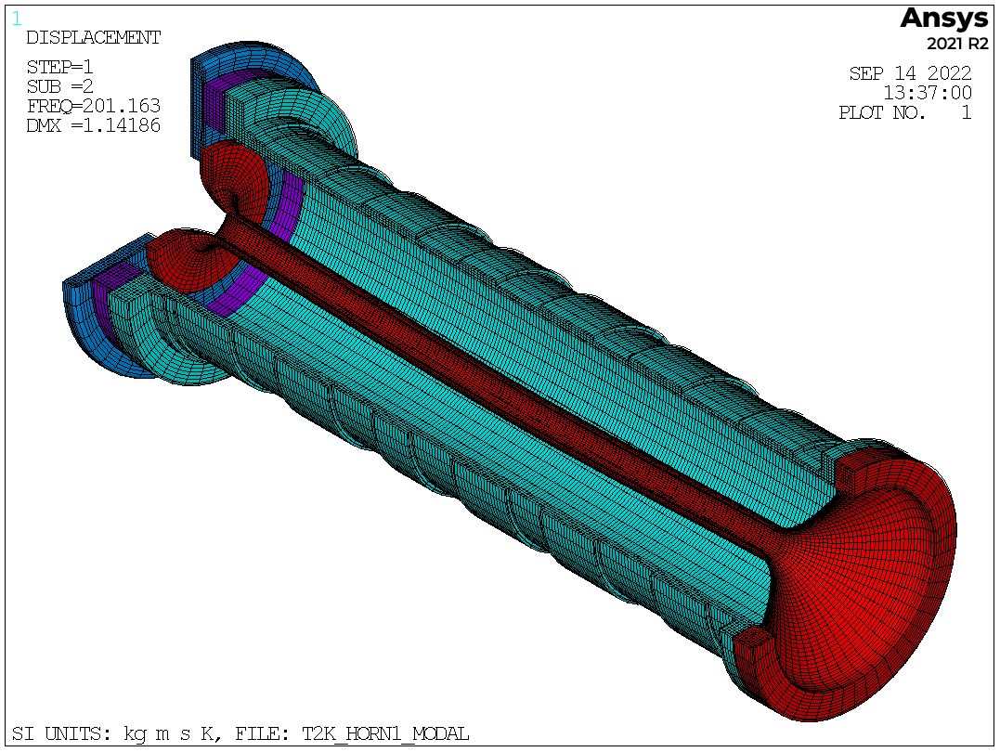 1
DISPLACEMENT
STEP=1
SUB =2
FREQ=201.163
DMX =1.14186
Ansys
2021 R2
SEP 14 2022
13:37:00
PLOT NO. 1
SI UNITS: kg m s K, FILE: T2K_HORN1_MODAL